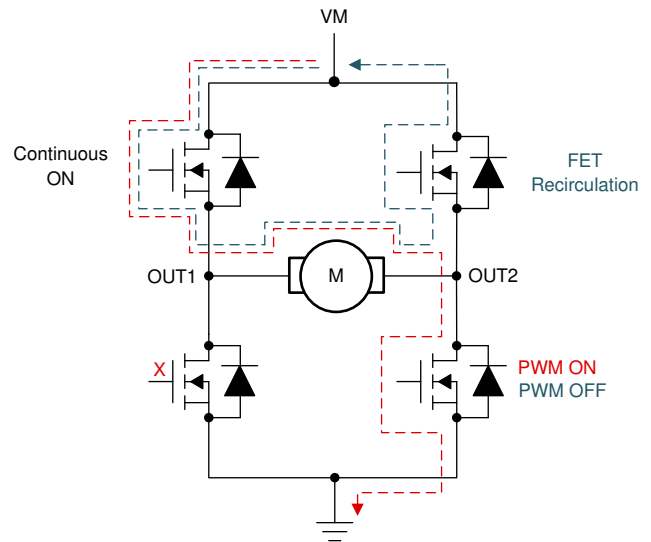 VM
Continuous
ON
FET
Recirculation
OUT1
M
OUT2
X
PWM ON
PWM OFF